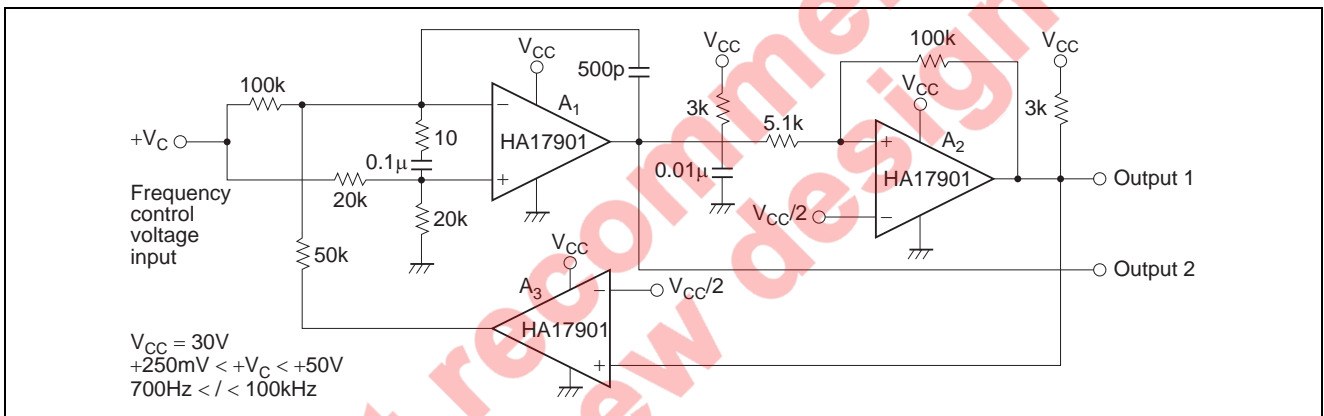 100k
+VC
Frequency
control
voltage
input
50k
20k
10
0.1μ
20k
VCC
−
+
A1
HA17901
500p
VCC
3k
0.01μ
5.1k
100k
VCC
+
−
A2
HA17901
VCC/2
VCC
3k
Output 1
Output 2
VCC
A3
HA17901
−
+
VCC/2
VCC = 30V
+250mV < +VC < +50V
700Hz < / < 100kHz